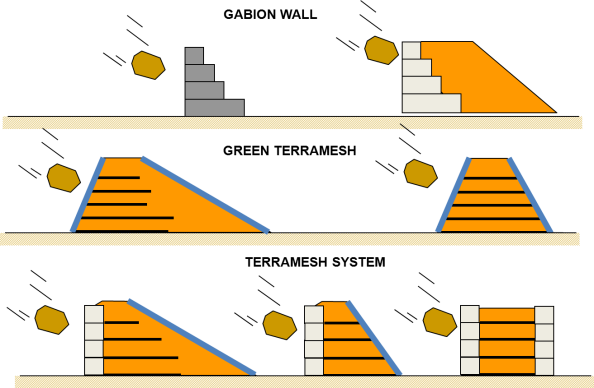 GABION WALL
GREEN TERRAMESH
TERRAMESH SYSTEM